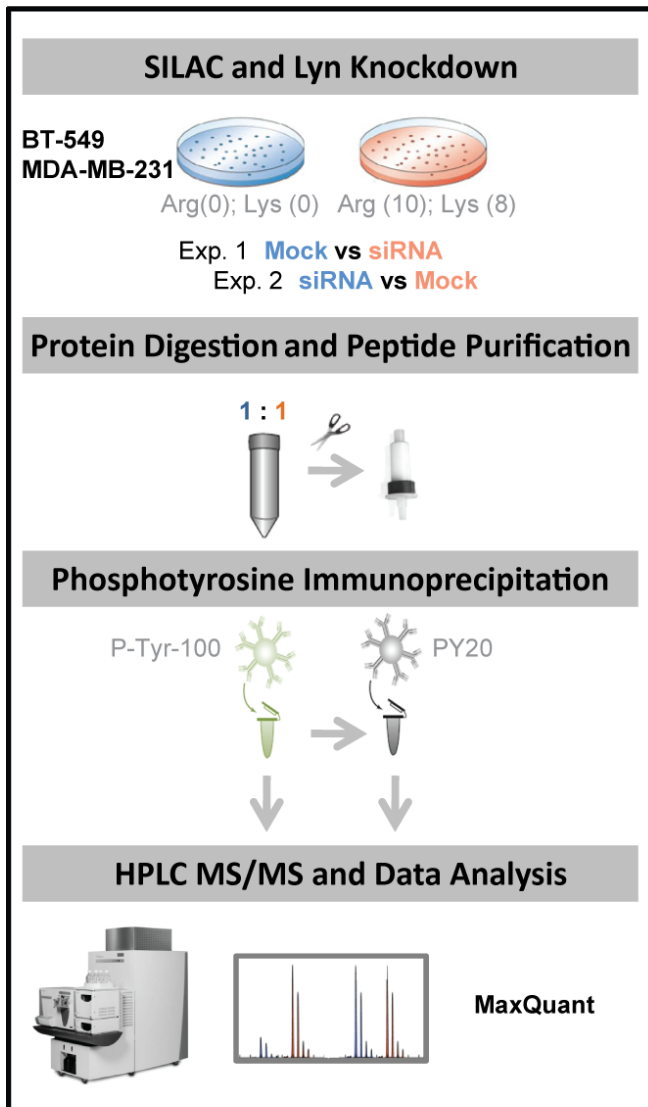 SILAC and Lyn Knockdown
BT-549
MDA-MB-231
Arg(0); Lys (0) Arg (10); Lys (8)
Exp. 1 Mock vs siRNA
Exp. 2 siRNA vs Mock
Protein Digestion and Peptide Purification
1 : 1
Phosphotyrosine Immunoprecipitation
P-Tyr-100 PY20
HPLC MS/MS and Data Analysis
MaxQuant